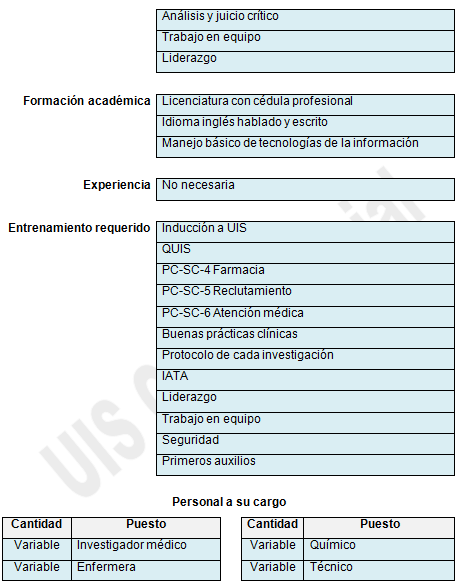 Análisis y juicio crítico
Trabajo en equipo
Liderazgo
Formación académica Licenciatura con cédula profesional
Idioma inglés hablado y escrito
Manejo básico de tecnologías de la información
Experiencia No necesaria
Entrenamiento requerido Inducción a UIS
QUIS
PC-SC-4 Farmacia
PC-SC-5 Reclutamiento
PC-SC-6 Atención médica
Buenas prácticas clínicas
Protocolo de cada investigación
IATA
Liderazgo
Trabajo en equipo
Seguridad
Primeros auxilios
Personal a su cargo
Cantidad Puesto Cantidad Puesto
Variable Investigador médico Variable Químico
Variable Enfermera Variable Técnico
UIS